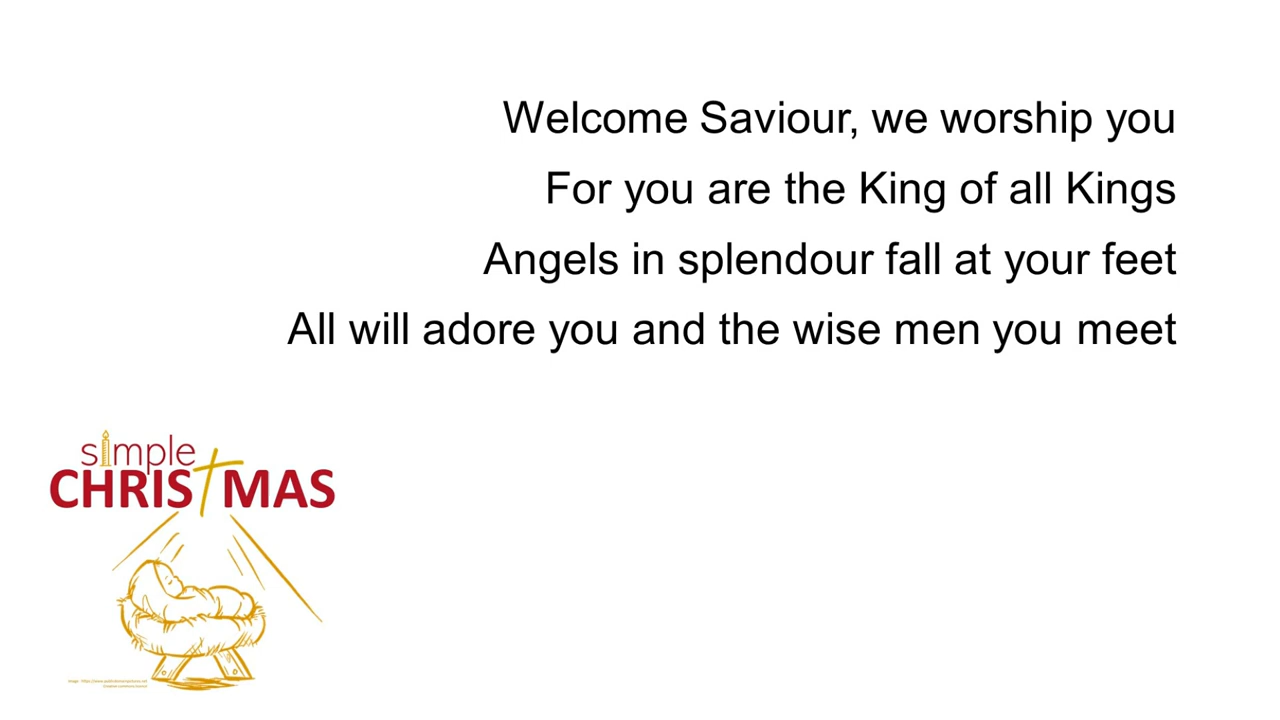 Welcome Saviour, we worship you
For you are the King of all Kings
Angels in splendour fall at your feet
All will adore you and the wise men you meet
simple
CHRISTMAS